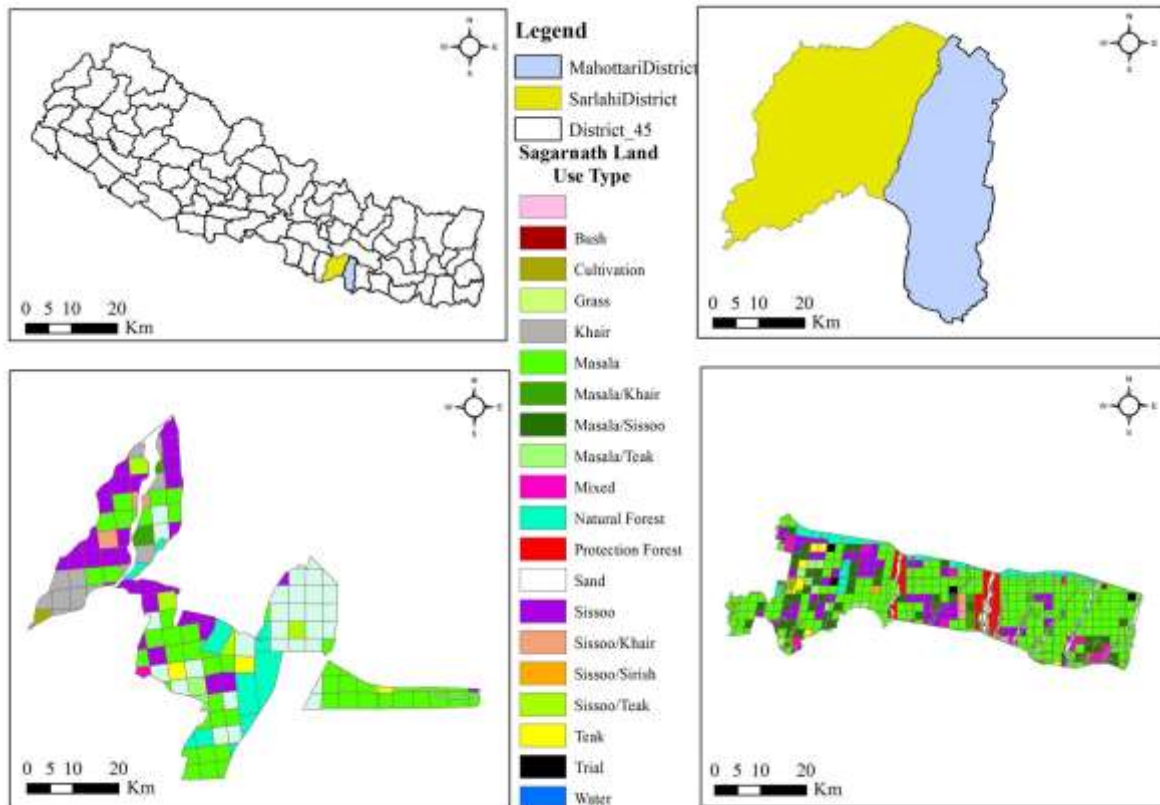 N
W E
S
0 5 10 20
Km
Legend
MahottariDistrict
SarlahiDistrict
District_45
Sagarnath Land
Use Type
Bush
Cultivation
Grass
Khair
Masala
Masala/Khair
Masala/Sissoo
Masala/Teak
Mixed
Natural Forest
Protection Forest
Sand
Sissoo
Sissoo/Khair
Sissoo/Sirish
Sissoo/Teak
Teak
Trial
Water
N
W E
S
0 5 10 20
Km
N
W E
S
0 5 10 20
Km
N
W E
S
0 5 10 20
Km